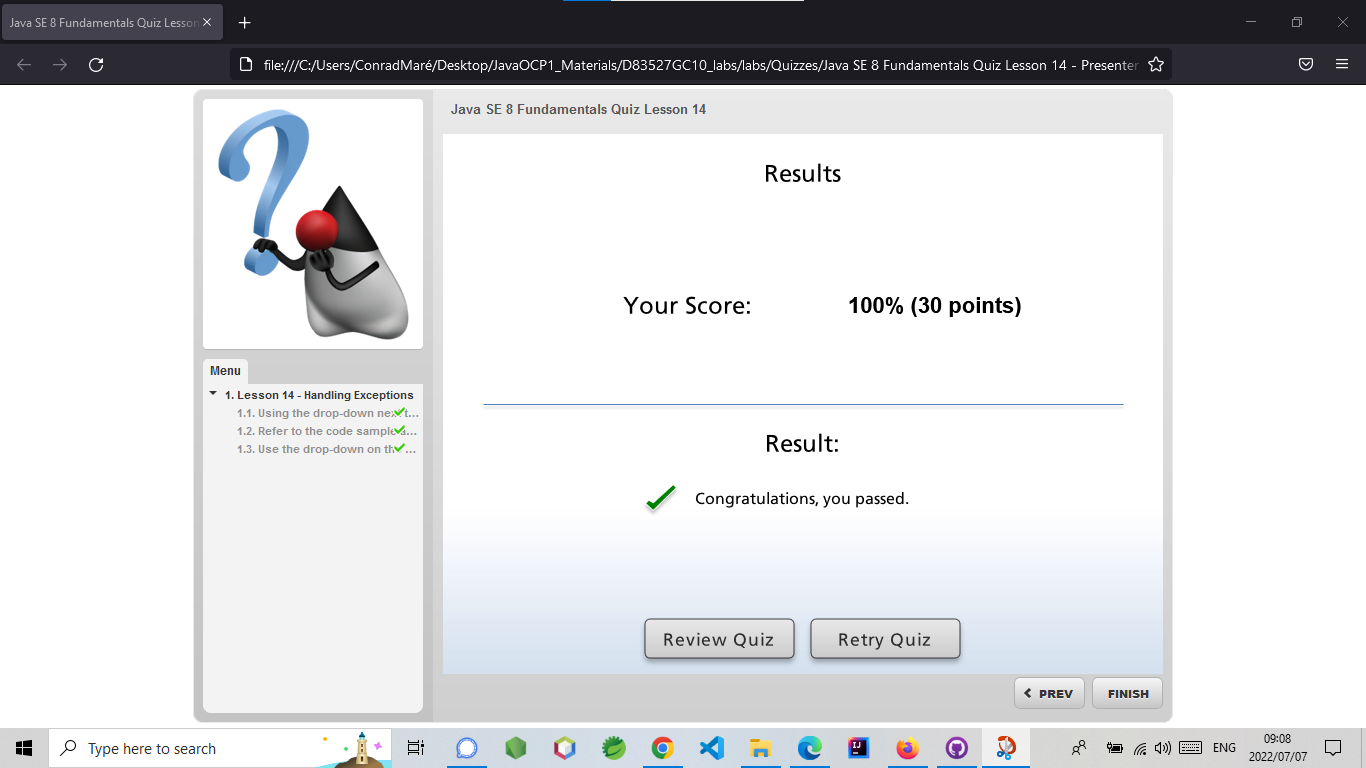 Java SE 8 Fundamentals Quiz Lesson
file:///C:/Users/ConradMaré/Desktop/JavaOCP1_Materials/D83527GC10_labs/labs/Quizzes/Java SE 8 Fundamentals Quiz Lesson 14 - Presenter
Java SE 8 Fundamentals Quiz Lesson 14
Results
Your Score: 100% (30 points)
Result:
Congratulations, you passed.
Review Quiz Retry Quiz
PREV FINISH
Menu
1. Lesson 14 - Handling Exceptions
1.1. Using the drop-down next t...
1.2. Refer to the code sample a...
1.3. Use the drop-down on th...
Type here to search
ENG
09:08
2022/07/07